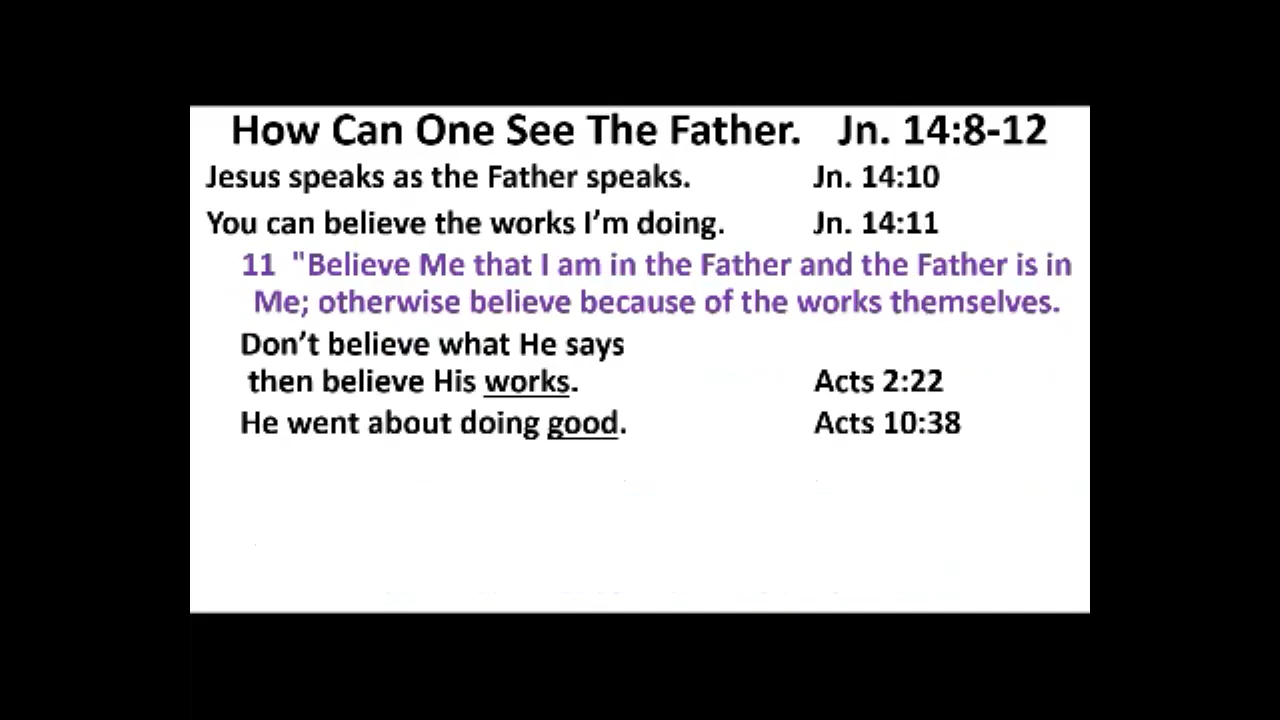 How Can One See The Father. Jn. 14:8-12
Jesus speaks as the Father speaks. Jn. 14:10
You can believe the works I’m doing. Jn. 14:11
11 "Believe Me that I am in the Father and the Father is in
Me; otherwise believe because of the works themselves.
Don’t believe what He says
then believe His works. Acts 2:22
He went about doing good. Acts 10:38